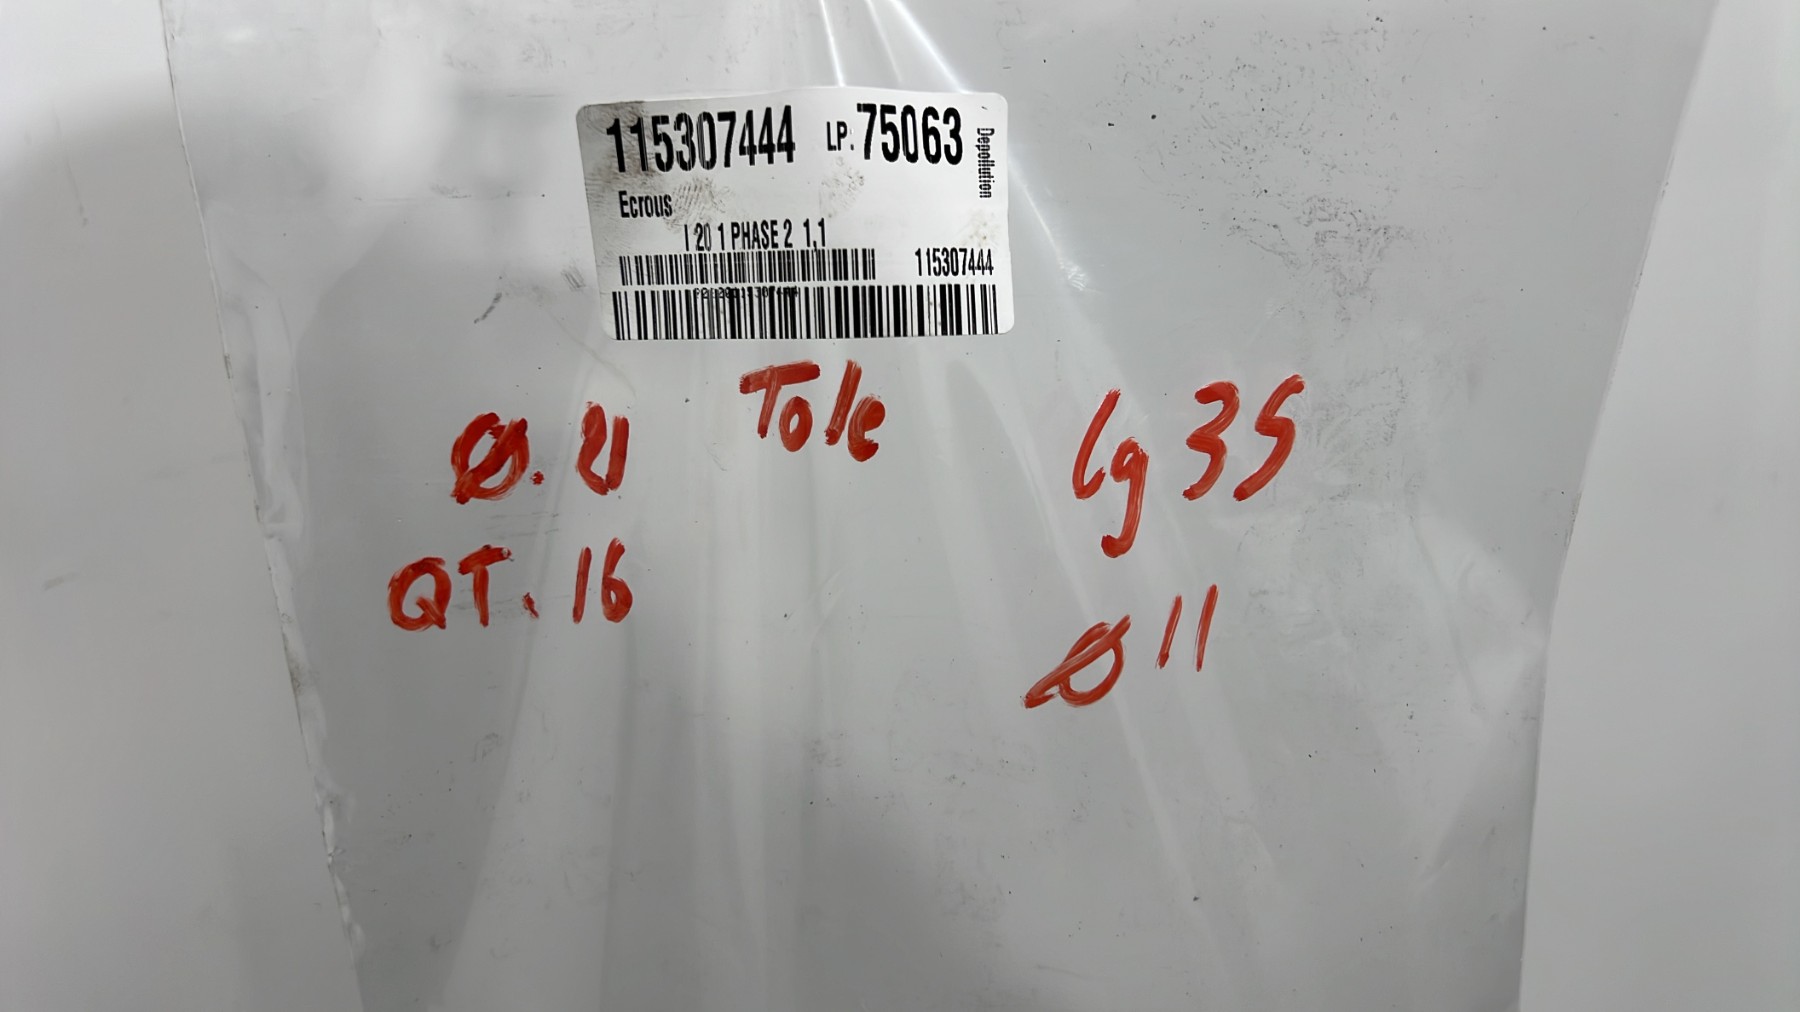 115307444 LP: 75063
Depollution
Ecrous
I 20 1 PHASE 2 1,1
115307444
Tole
Ø. 21
QT. 16
lg 35
Ø 11